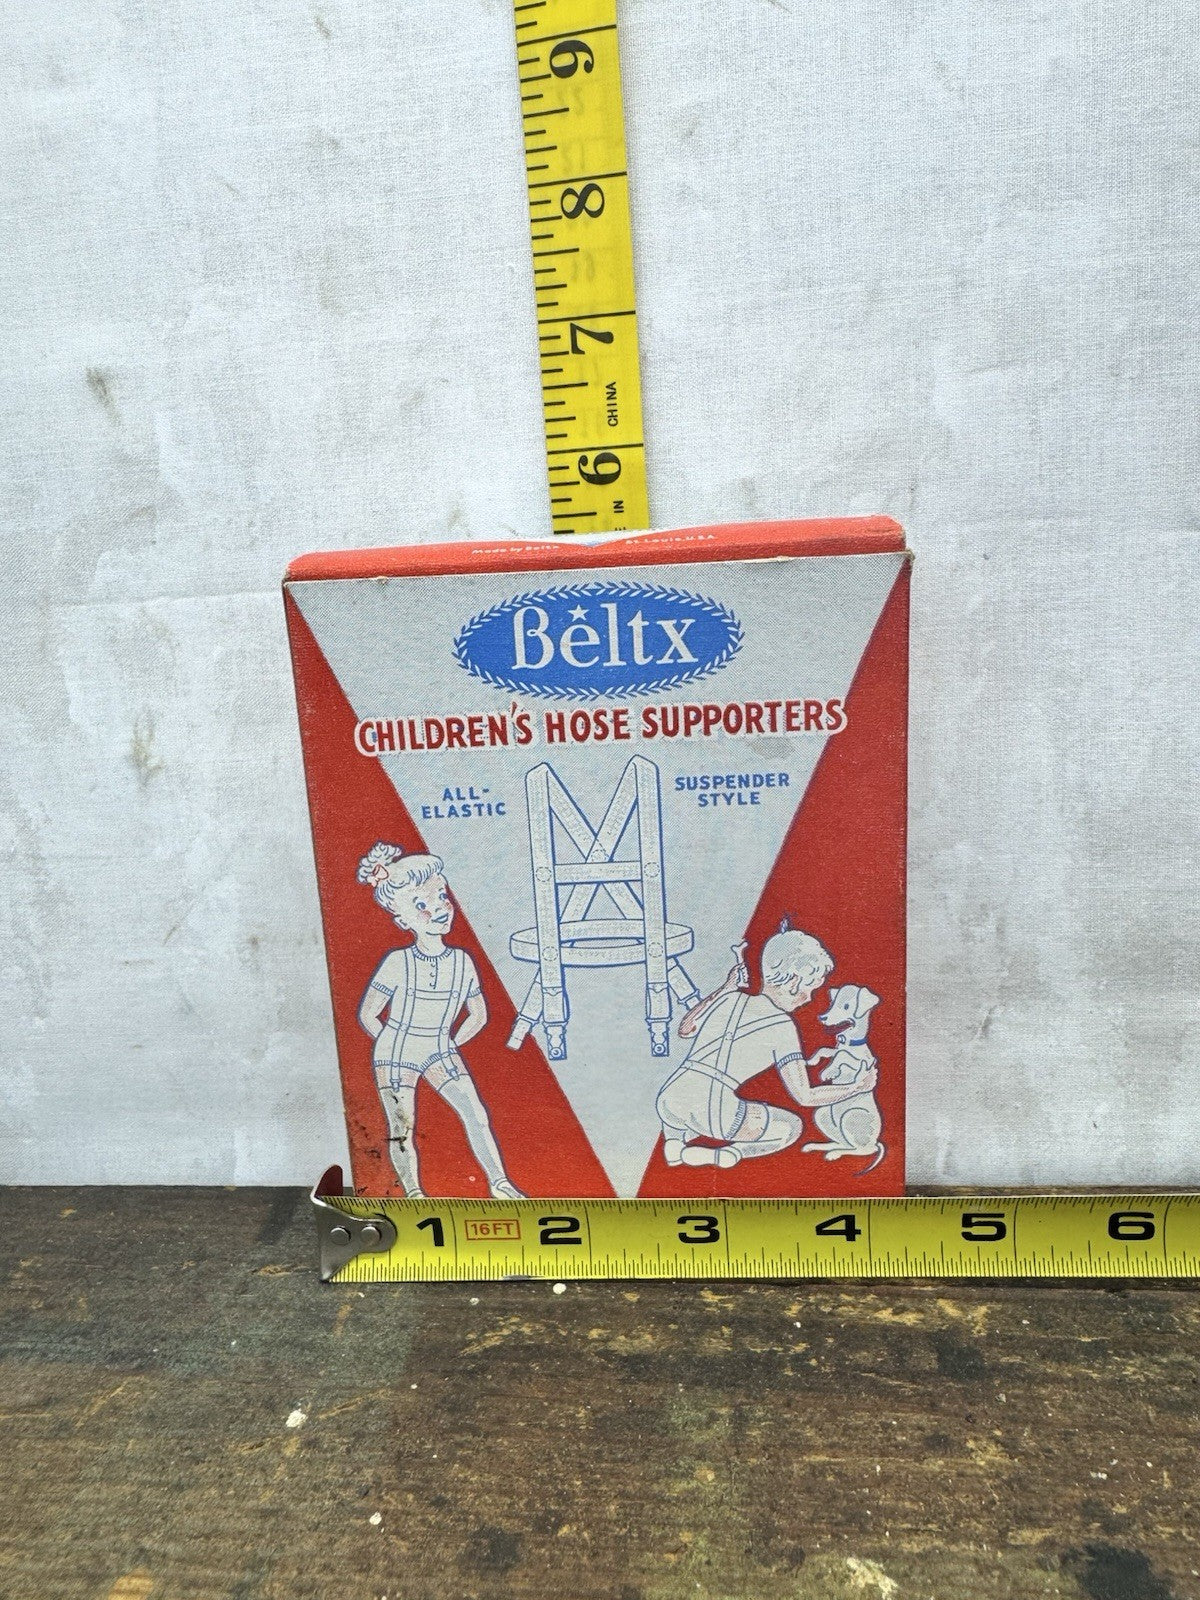 9
8
7
CHINA
6
IN
Made by Beltx St. Louis, U.S.A.
Beltx
CHILDREN'S HOSE SUPPORTERS
ALL-
ELASTIC
SUSPENDER
STYLE
1 16FT 2 3 4 5 6